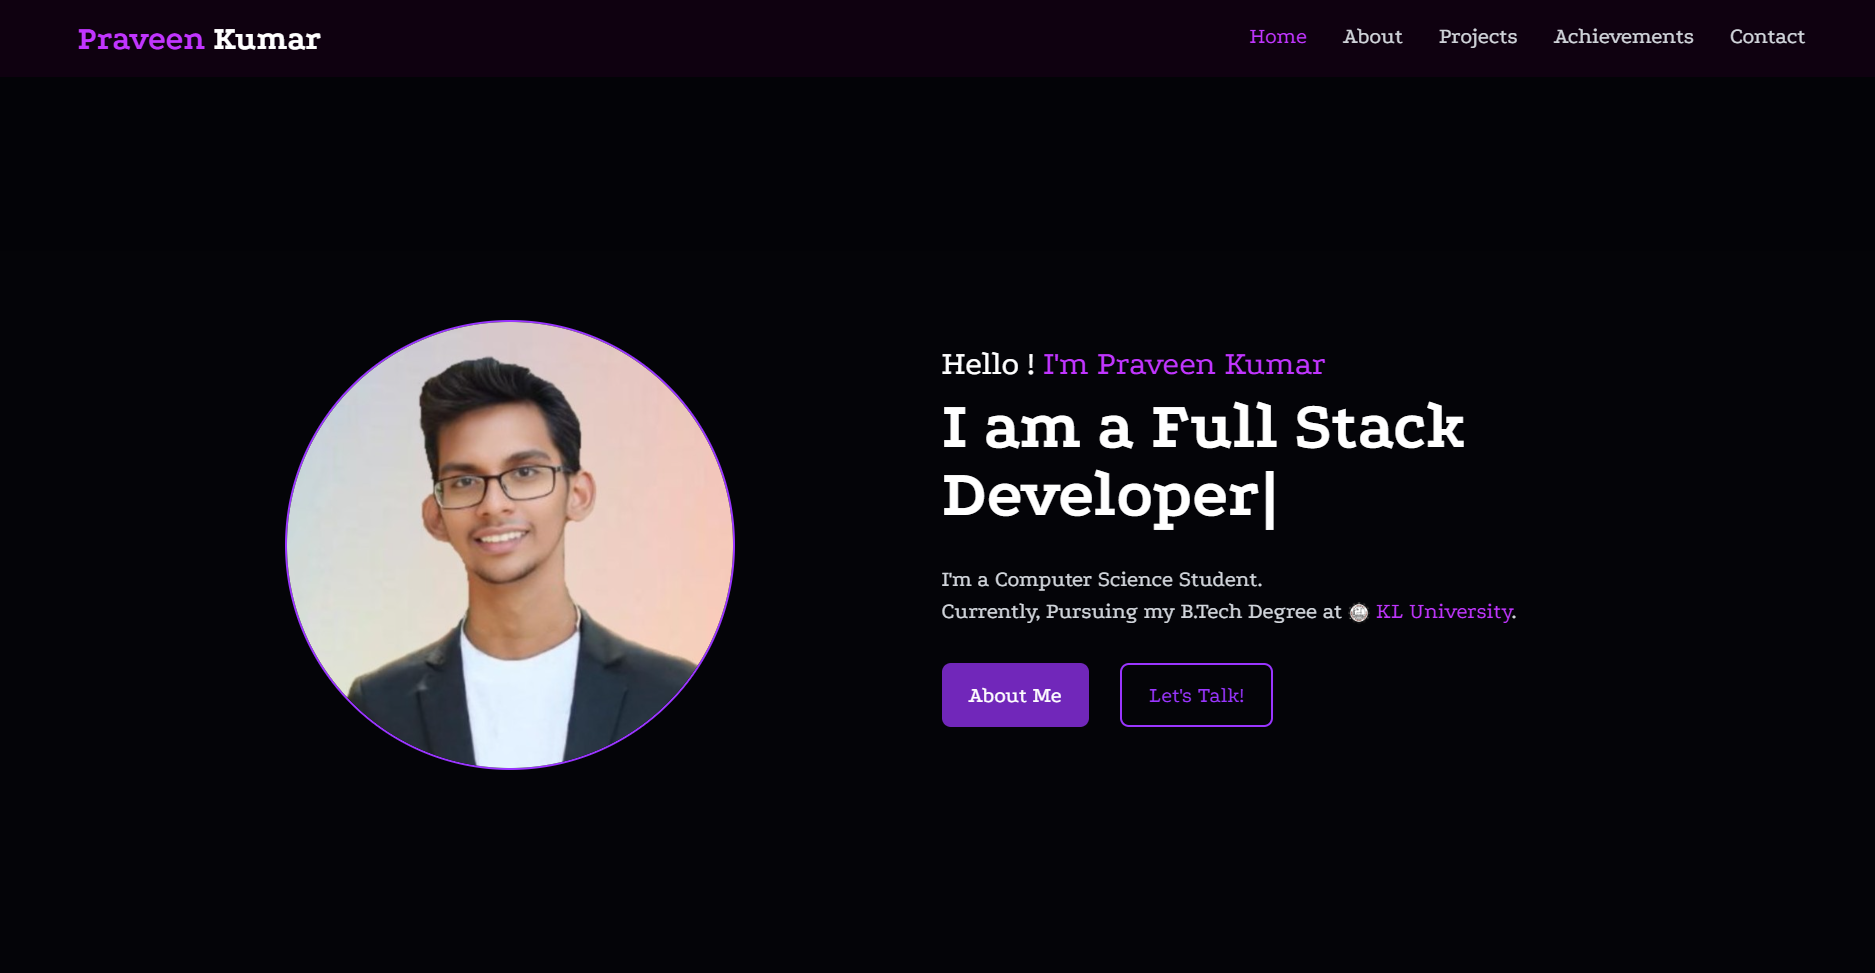 Praveen Kumar
Home About Projects Achievements Contact
Hello ! I'm Praveen Kumar
I am a Full Stack
Developer|
I'm a Computer Science Student.
Currently, Pursuing my B.Tech Degree at KL University.
About Me
Let's Talk!